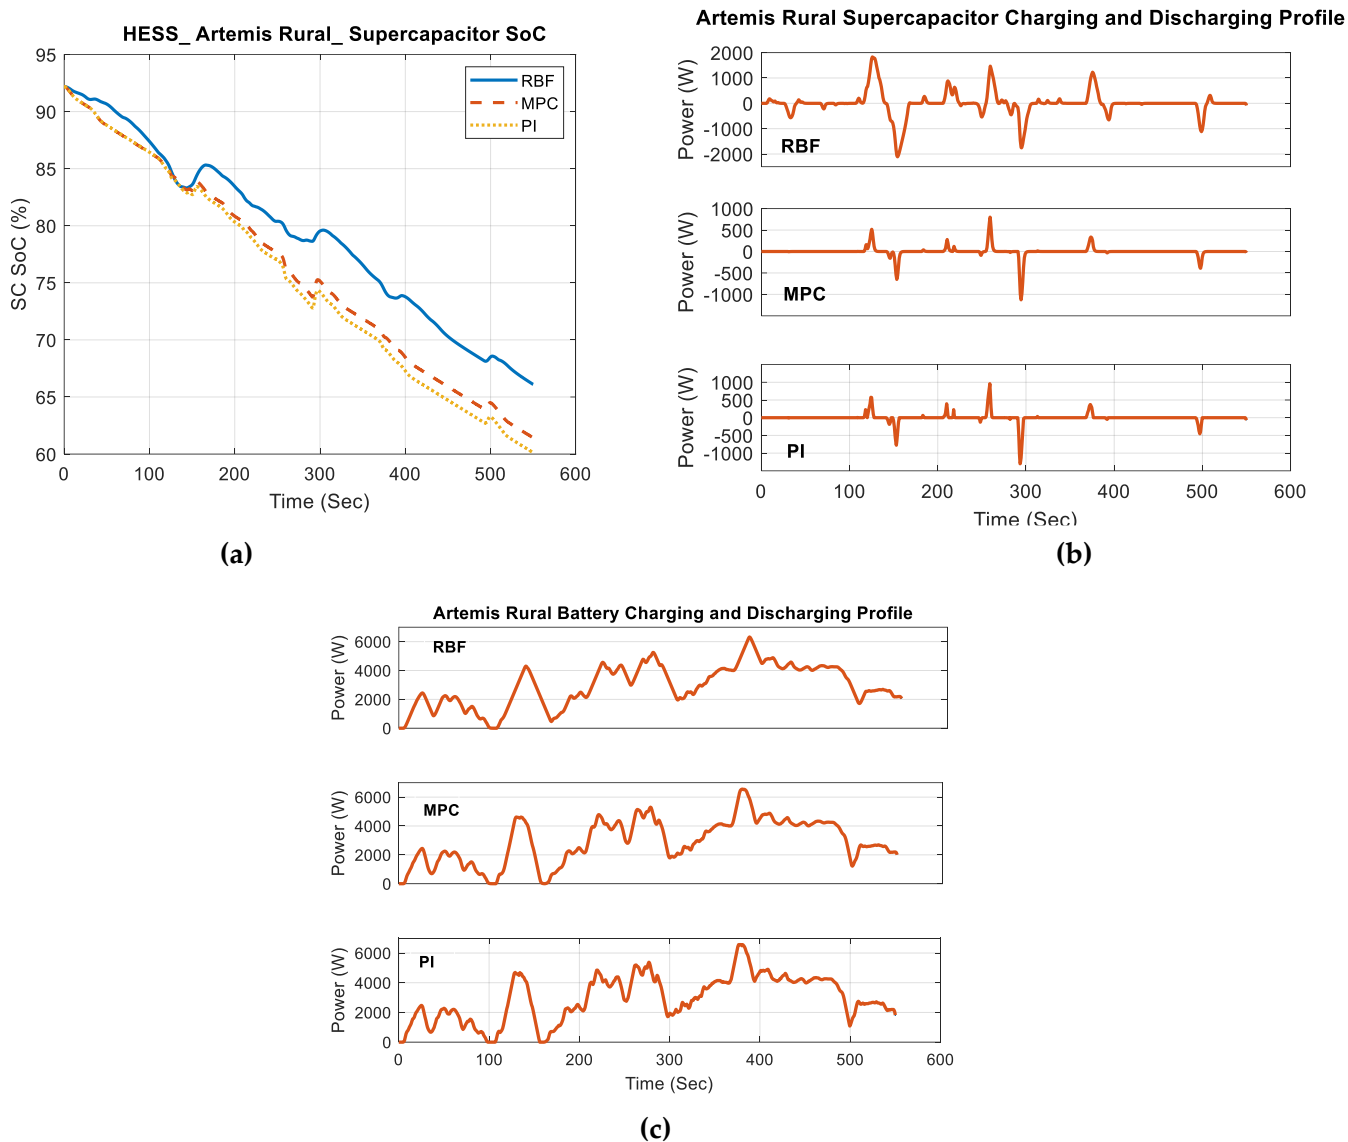 HESS_ Artemis Rural_ Supercapacitor SoC
95
90
85
80
75
70
65
60
SC SoC (%)
RBF
MPC
PI
0 100 200 300 400 500 600
Time (Sec)
(a)
Artemis Rural Supercapacitor Charging and Discharging Profile
2000
1000
0
-1000
-2000
Power (W)
RBF
1000
500
0
-500
-1000
Power (W)
MPC
1000
500
0
-500
-1000
Power (W)
PI
0 100 200 300 400 500 600
Time (Sec)
(b)
Artemis Rural Battery Charging and Discharging Profile
6000
4000
2000
0
Power (W)
RBF
6000
4000
2000
0
Power (W)
MPC
6000
4000
2000
0
Power (W)
PI
0 100 200 300 400 500 600
Time (Sec)
(c)